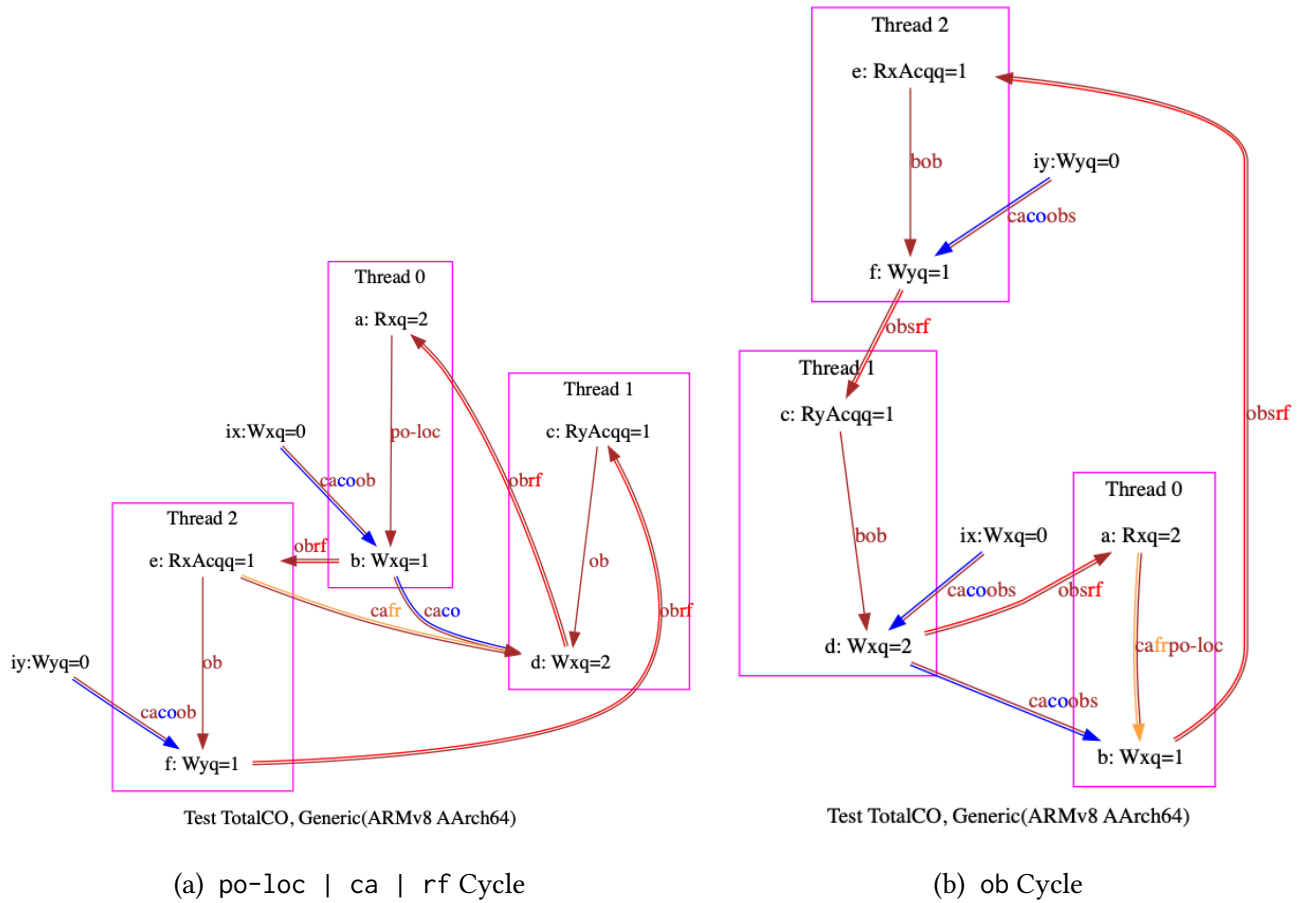 Thread 0
a: Rxq=2
po-loc
ix:Wxq=0
cacoob
b: Wxq=1
obrf
Thread 1
c: RyAcqq=1
ob
d: Wxq=2
obrf
Thread 2
e: RxAcqq=1
obrf
cafr
caco
ob
iy:Wyq=0
cacoob
f: Wyq=1
Test TotalCO, Generic(ARMv8 AArch64)
(a) po-loc | ca | rf Cycle
Thread 2
e: RxAcqq=1
bob
iy:Wyq=0
cacoobs
f: Wyq=1
obsrf
obsrf
Thread 1
c: RyAcqq=1
bob
ix:Wxq=0
cacoobs
obsrf
d: Wxq=2
cacoobs
Thread 0
a: Rxq=2
cafrpo-loc
b: Wxq=1
Test TotalCO, Generic(ARMv8 AArch64)
(b) ob Cycle